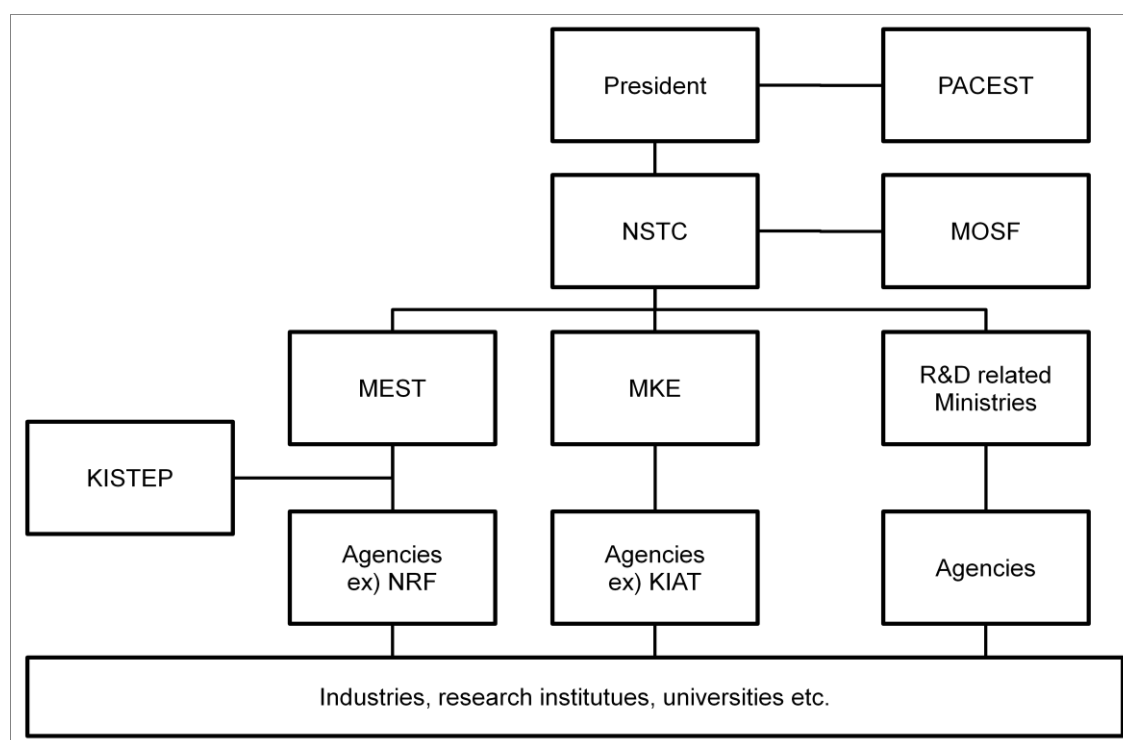 President
PACEST
NSTC
MOSF
MEST
MKE
R&D related
Ministries
KISTEP
Agencies
ex) NRF
Agencies
ex) KIAT
Agencies
Industries, research institutues, universities etc.